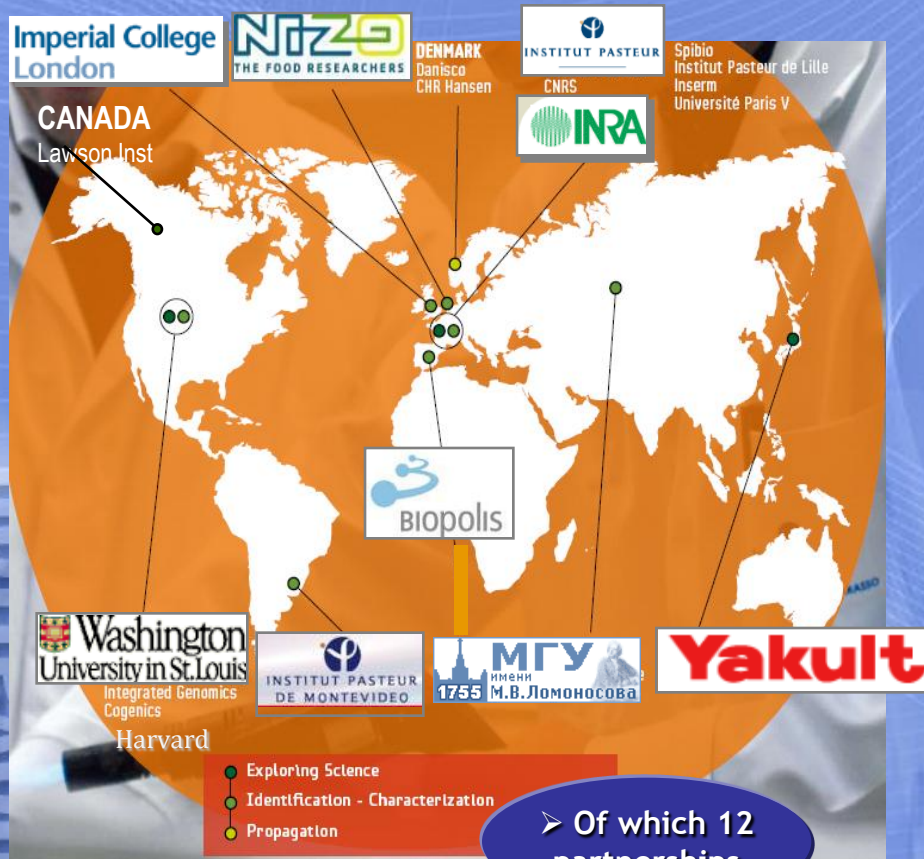 Imperial College
London
NIZO
THE FOOD RESEARCHERS
DENMARK
Danisco
CHR Hansen
INSTITUT PASTEUR
CNRS
INRA
Spibio
Institut Pasteur de Lille
Inserm
Université Paris V
CANADA
Lawson Inst
BIOPOLIS
Washington
University in St.Louis
Integrated Genomics
Cogenics
Harvard
INSTITUT PASTEUR
DE MONTEVIDEO
1755
МГУ
имени
М.В.Ломоносова
Yakult
Exploring Science
Identification - Characterization
Propagation
➢ Of which 12
partnerships